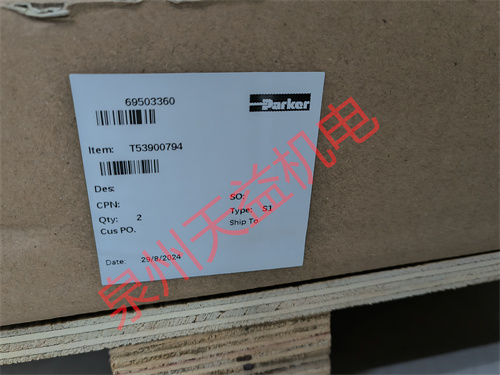 69503360
Parker
Item: T53900794
Des:
CPN:
SO:
Qty: 2
Type: S1
Cus PO.
Ship To
Date: 29/8/2024
泉州天益机电